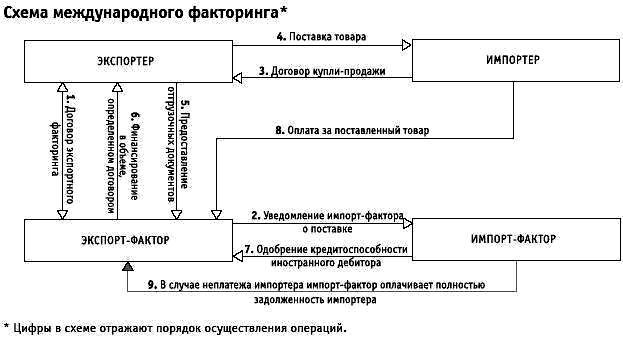 Схема международного факторинга*
4. Поставка товара
ЭКСПОРТЕР
ИМПОРТЕР
3. Договор купли-продажи
1. Договор экспортного
факторинга
6. Финансирование
в объеме,
определенном договором
5. Предоставление
отгрузочных документов
8. Оплата за поставленный товар
2. Уведомление импорт-фактора
о поставке
ЭКСПОРТ-ФАКТОР
ИМПОРТ-ФАКТОР
7. Одобрение кредитоспособности
иностранного дебитора
9. В случае неплатежа импортера импорт-фактор оплачивает полностью
задолженность импортера
* Цифры в схеме отражают порядок осуществления операций.